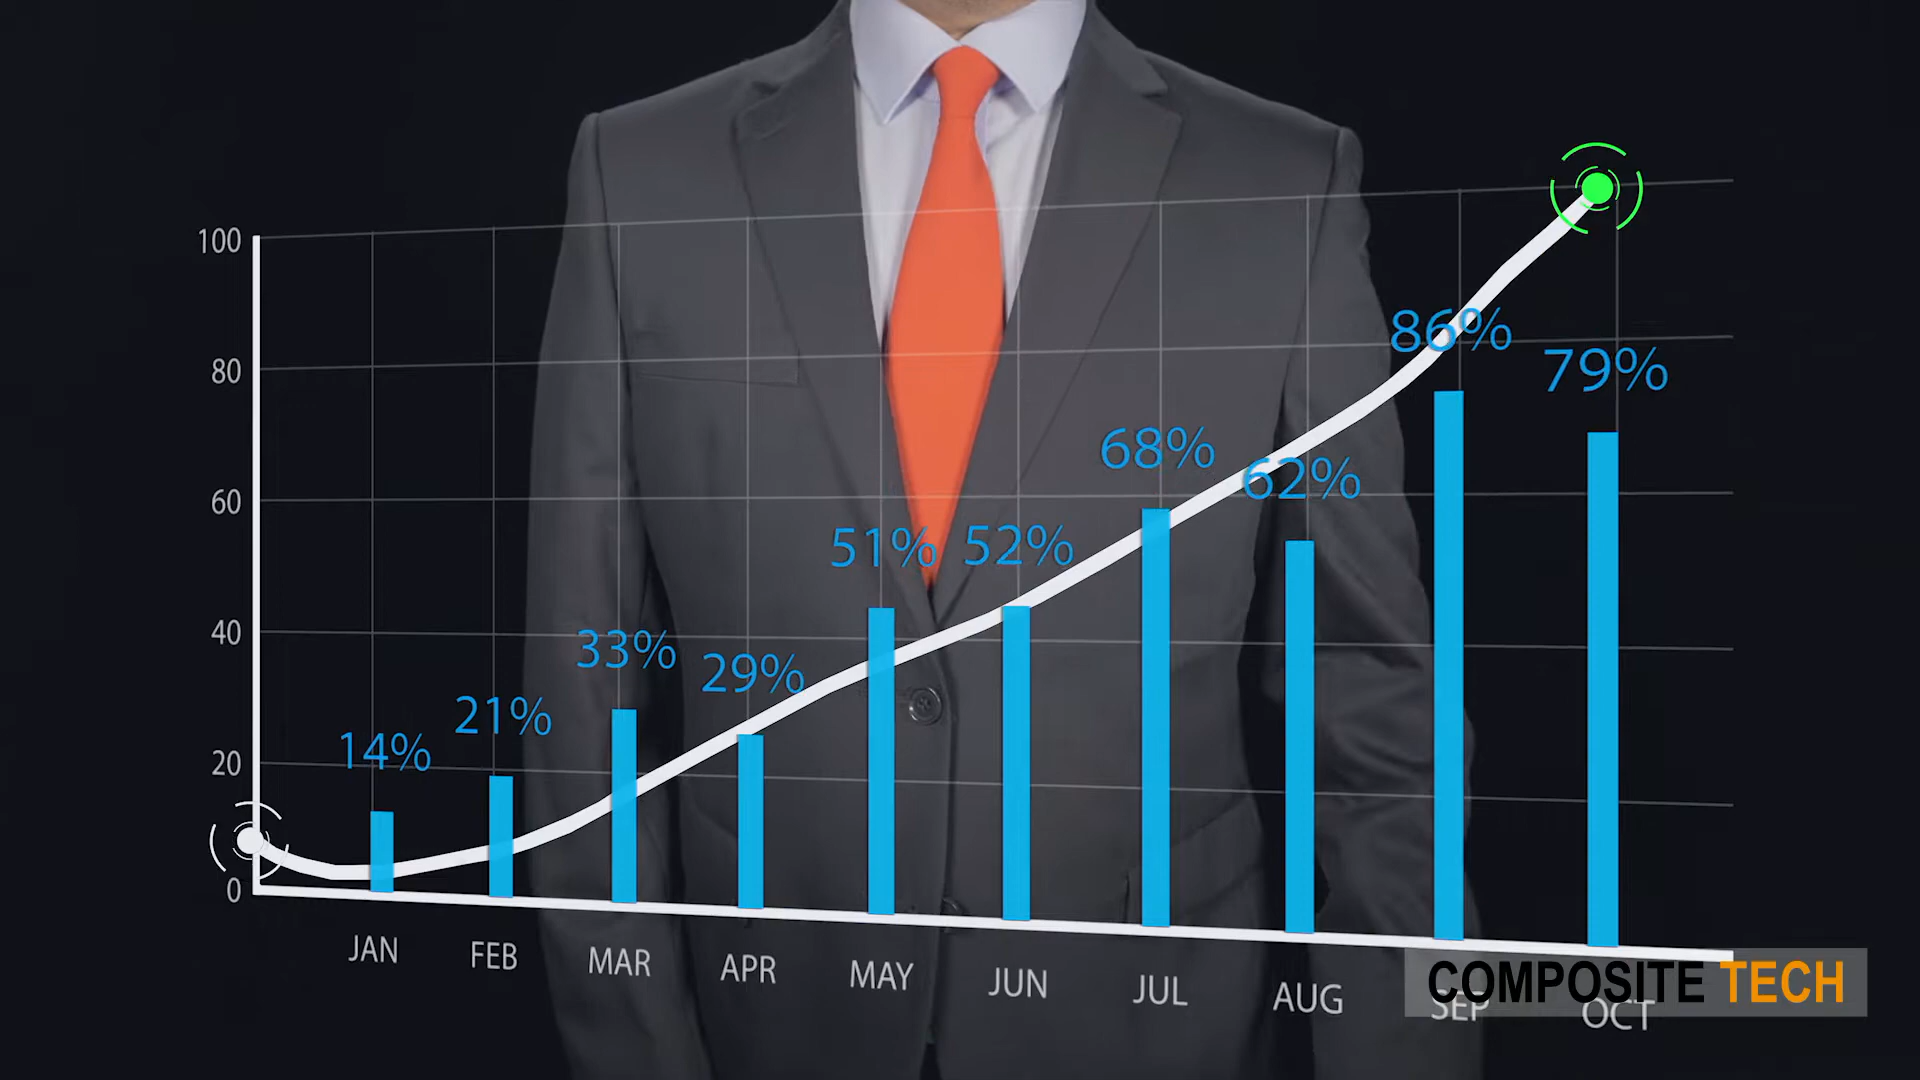 100
80
60
40
20
0
14%
21%
33%
29%
51%
52%
68%
62%
86%
79%
JAN
FEB
MAR
APR
MAY
JUN
JUL
AUG
SEP
OCT
COMPOSITE TECH